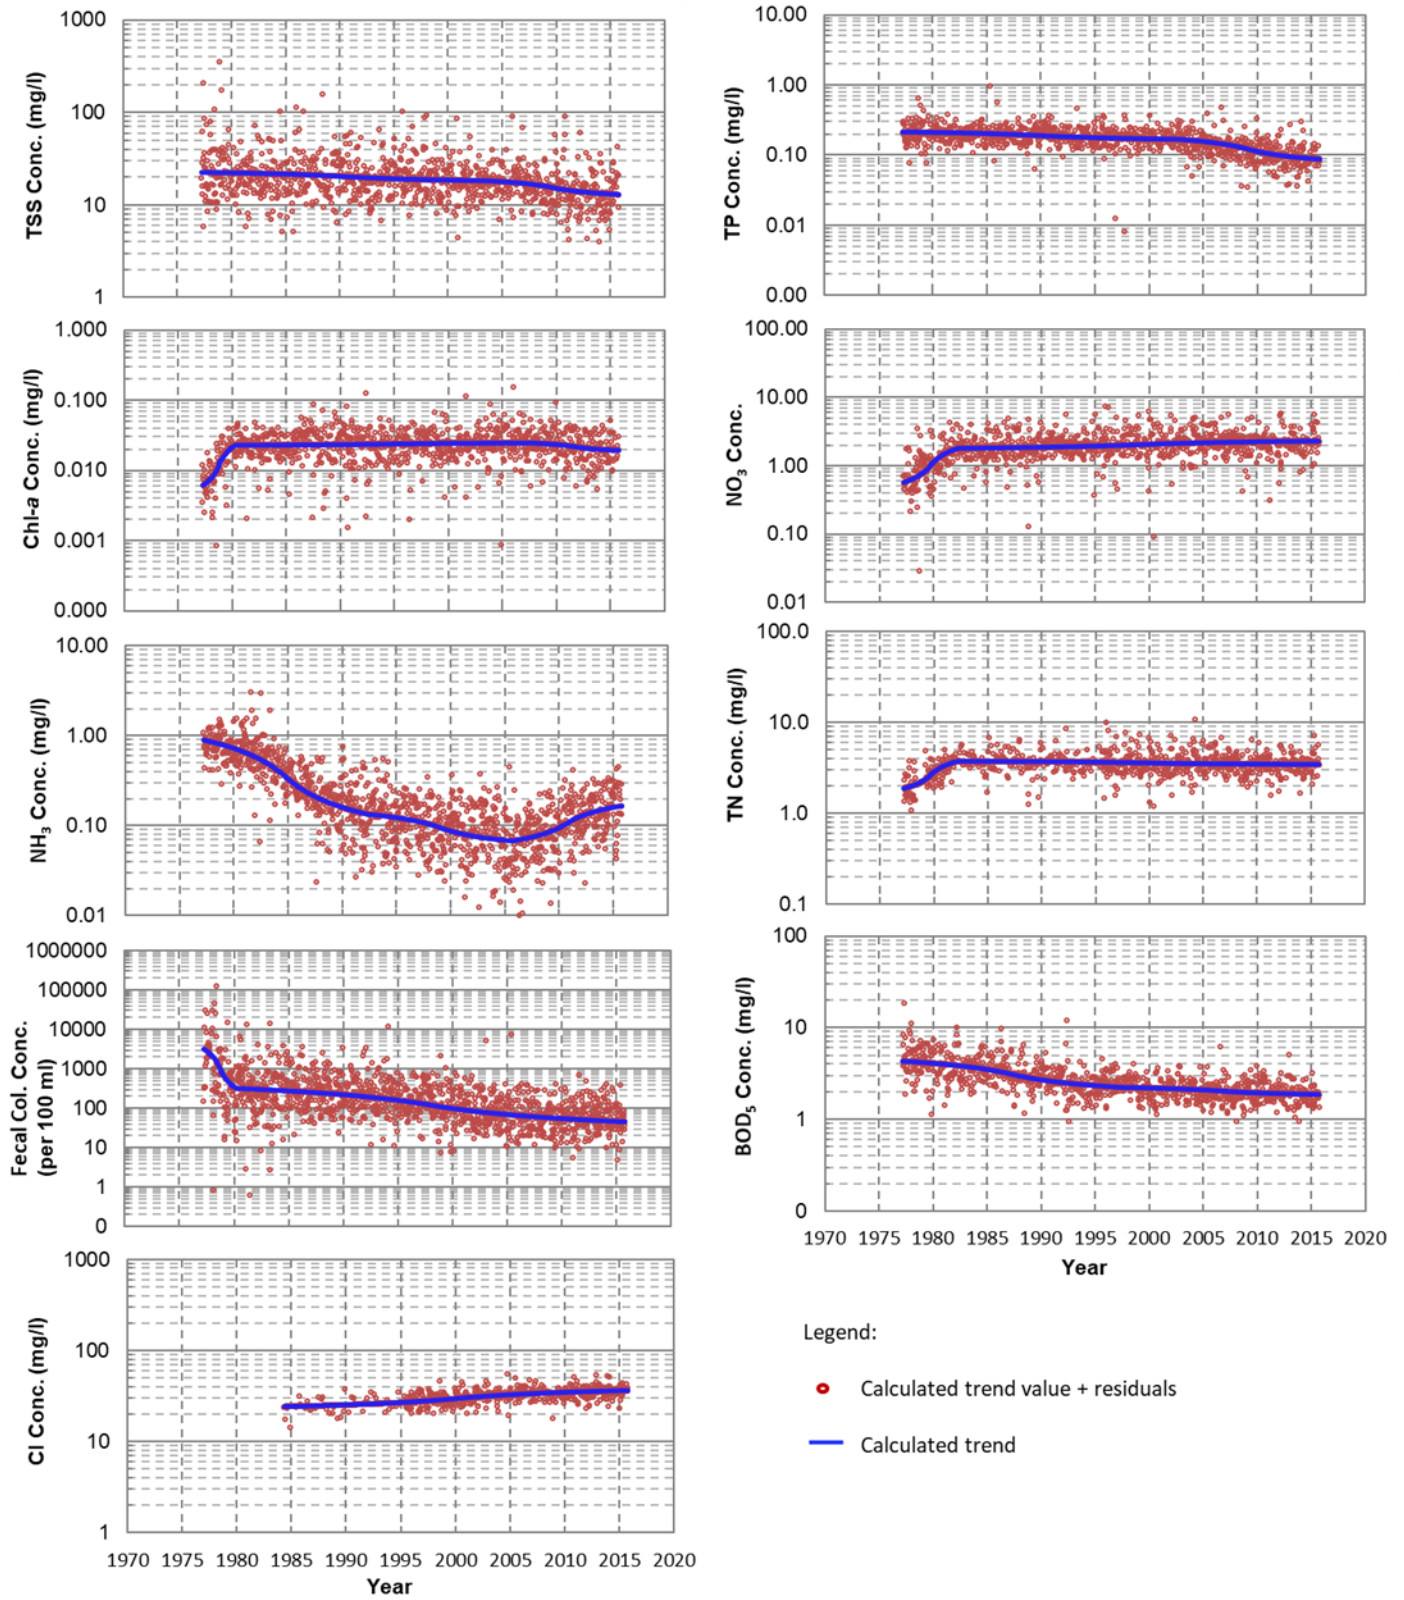 TSS Conc. (mg/l)
1000
100
10
1
TP Conc. (mg/l)
10.00
1.00
0.10
0.01
0.00
Chl-a Conc. (mg/l)
1.000
0.100
0.010
0.001
0.000
NO3 Conc.
100.00
10.00
1.00
0.10
0.01
NH3 Conc. (mg/l)
10.00
1.00
0.10
0.01
TN Conc. (mg/l)
100.0
10.0
1.0
0.1
Fecal Col. Conc.
(per 100 ml)
1000000
100000
10000
1000
100
10
1
0
BOD5 Conc. (mg/l)
100
10
1
0
1970 1975 1980 1985 1990 1995 2000 2005 2010 2015 2020
Year
Cl Conc. (mg/l)
1000
100
10
1
1970 1975 1980 1985 1990 1995 2000 2005 2010 2015 2020
Year
Legend:
Calculated trend value + residuals
Calculated trend